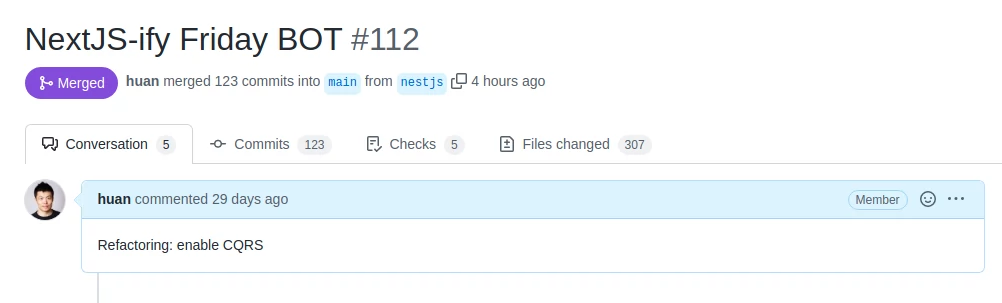 NextJS-ify Friday BOT #112
Merged huan merged 123 commits into main from nestjs 4 hours ago
Conversation 5 Commits 123 Checks 5 Files changed 307
huan commented 29 days ago Member
Refactoring: enable CQRS